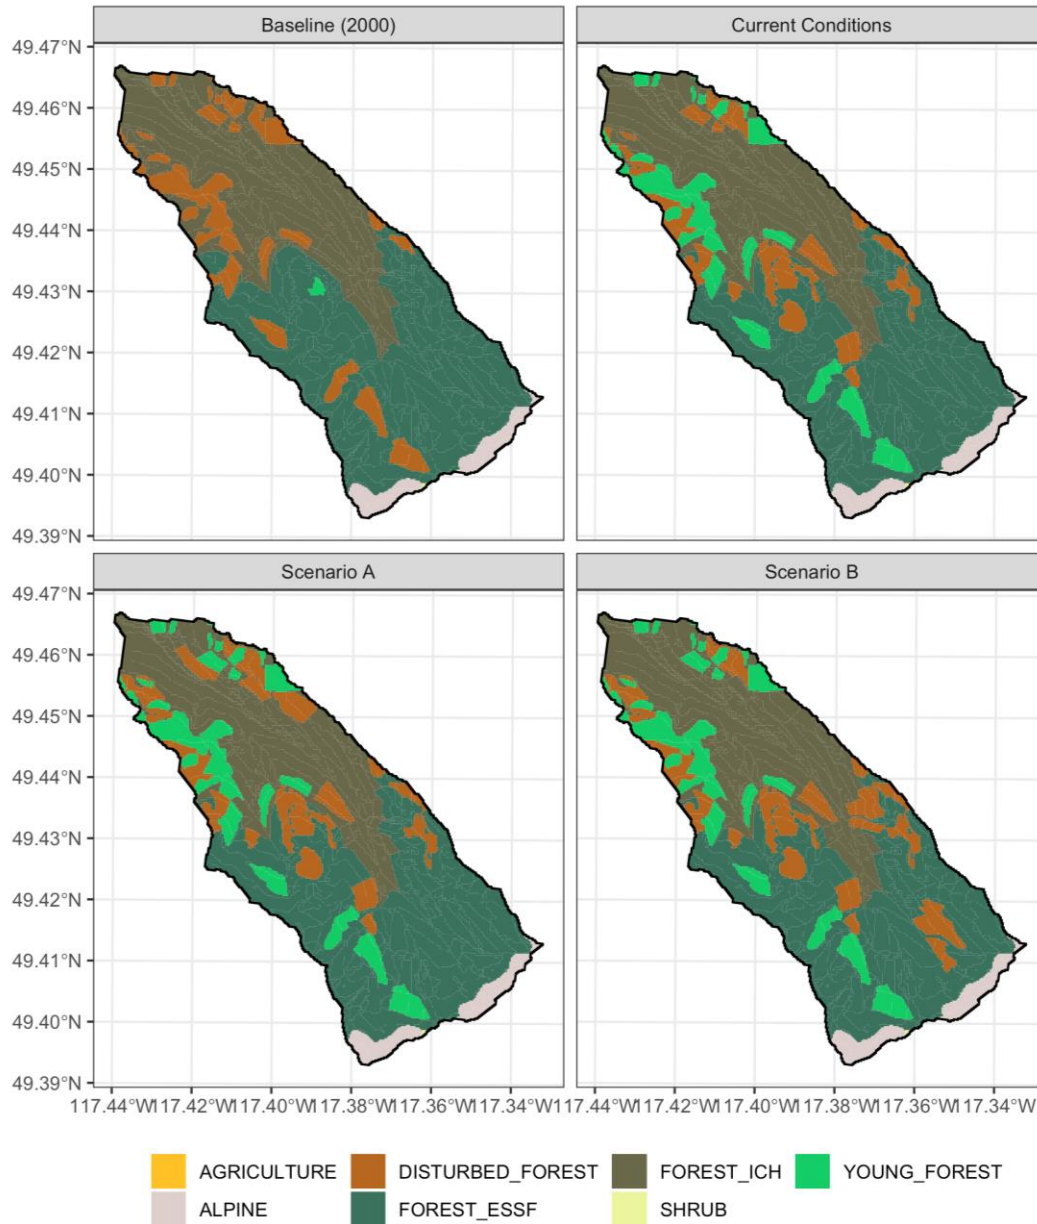 Baseline (2000) Current Conditions
49.47°N
49.46°N
49.45°N
49.44°N
49.43°N
49.42°N
49.41°N
49.40°N
49.39°N
Scenario A Scenario B
49.47°N
49.46°N
49.45°N
49.44°N
49.43°N
49.42°N
49.41°N
49.40°N
49.39°N
117.44°W117.42°W117.40°W117.38°W117.36°W117.34°W117.44°W117.42°W117.40°W117.38°W117.36°W117.34°W
AGRICULTURE DISTURBED_FOREST FOREST_ICH YOUNG_FOREST
ALPINE FOREST_ESSF SHRUB